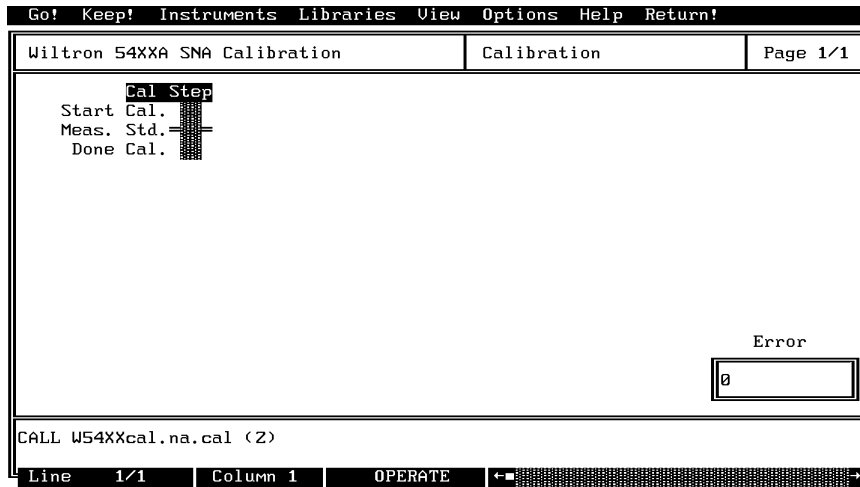 Go! Keep! Instruments Libraries View Options Help Return!
Wiltron 54XXA SNA Calibration
Calibration
Page 1/1
Cal Step
Start Cal.
Meas. Std.
Done Cal.
Error
0
CALL W54XXcal.na.cal (2)
Line 1/1 Column 1 OPERATE